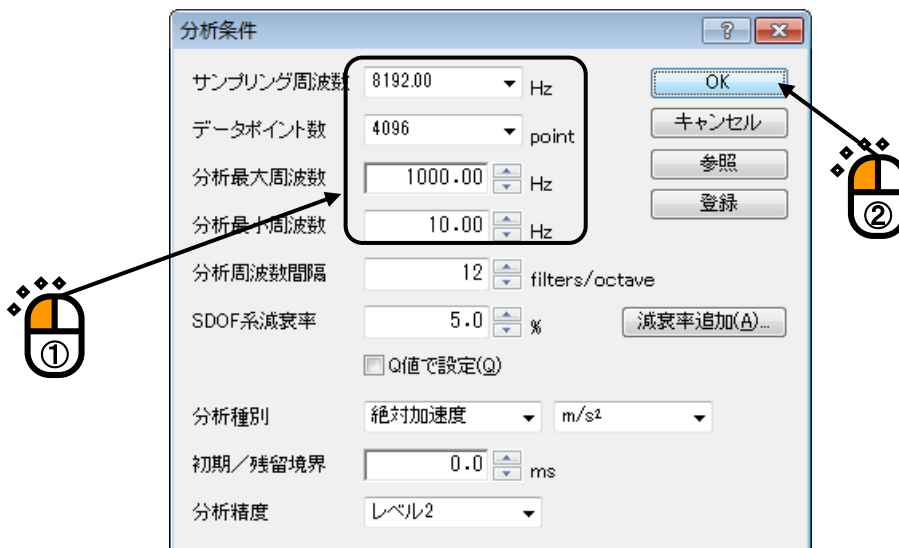 分析条件
サンプリング周波数 8192.00 Hz OK
データポイント数 4096 point キャンセル
分析最大周波数 1000.00 Hz 参照
分析最小周波数 10.00 Hz 登録
分析周波数間隔 12 filters/octave
SDOF系減衰率 5.0 % 減衰率追加(A)...
Q値で設定(Q)
分析種別 絶対加速度 m/s²
初期／残留境界 0.0 ms
分析精度 レベル2
①
②